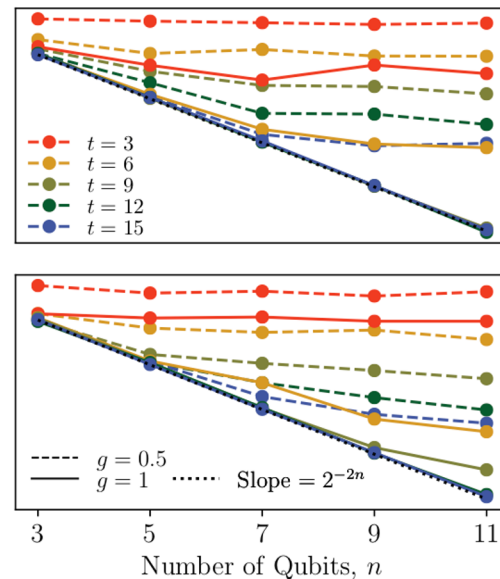 t = 3
t = 6
t = 9
t = 12
t = 15
g = 0.5
g = 1 Slope = 2⁻²ⁿ
3 5 7 9 11
Number of Qubits, n